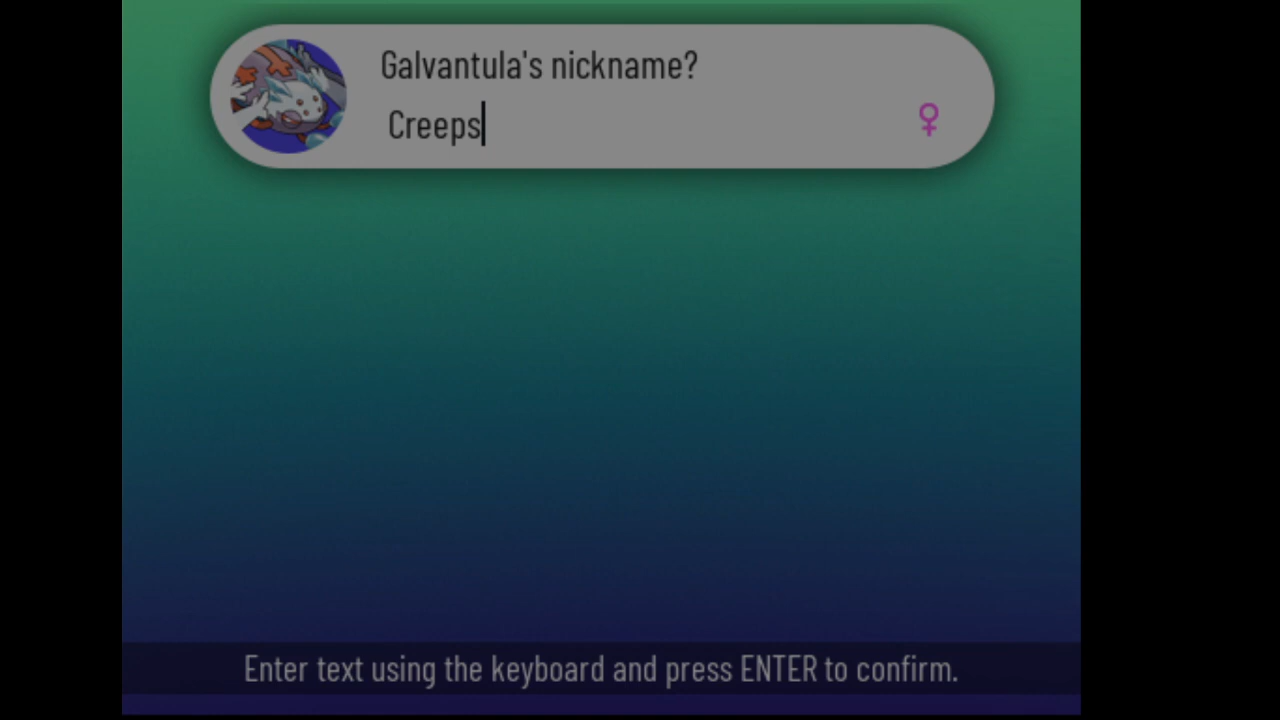 Galvantula's nickname?
Creeps
Enter text using the keyboard and press ENTER to confirm.